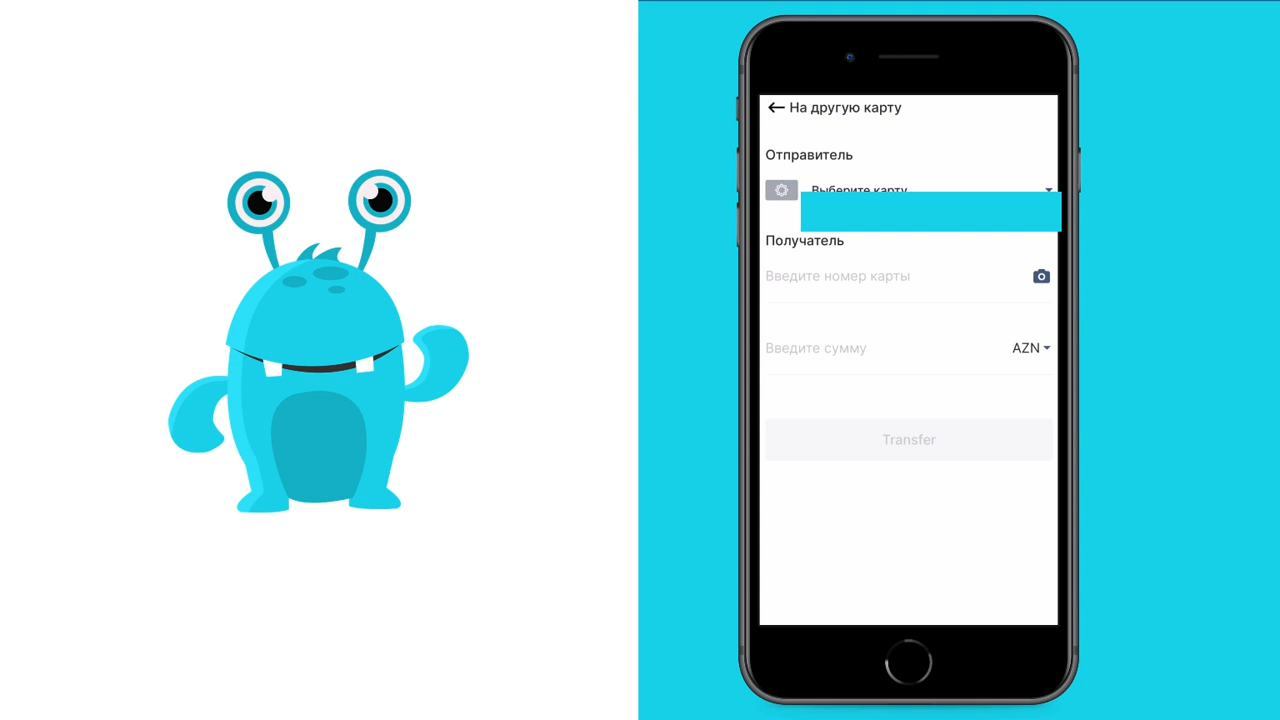 На другую карту
Отправитель
Выберите карту
Получатель
Введите номер карты
Введите сумму
AZN
Transfer